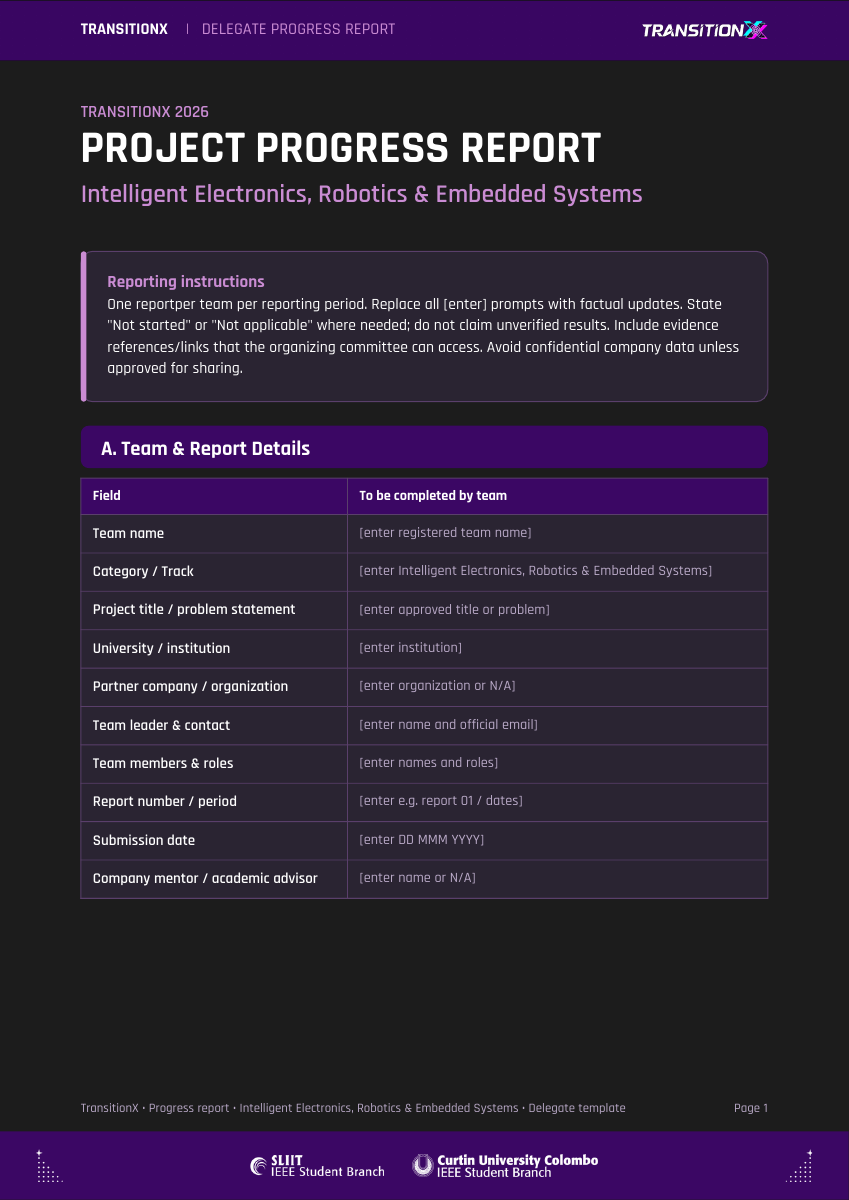 TRANSITIONX | DELEGATE PROGRESS REPORT
TRANSITIONX
TRANSITIONX 2026
PROJECT PROGRESS REPORT
Intelligent Electronics, Robotics & Embedded Systems
Reporting instructions
One reportper team per reporting period. Replace all [enter] prompts with factual updates. State
"Not started" or "Not applicable" where needed; do not claim unverified results. Include evidence
references/links that the organizing committee can access. Avoid confidential company data unless
approved for sharing.
A. Team & Report Details
Field To be completed by team
Team name [enter registered team name]
Category / Track [enter Intelligent Electronics, Robotics & Embedded Systems]
Project title / problem statement [enter approved title or problem]
University / institution [enter institution]
Partner company / organization [enter organization or N/A]
Team leader & contact [enter name and official email]
Team members & roles [enter names and roles]
Report number / period [enter e.g. report 01 / dates]
Submission date [enter DD MMM YYYY]
Company mentor / academic advisor [enter name or N/A]
TransitionX • Progress report • Intelligent Electronics, Robotics & Embedded Systems • Delegate template Page 1
SLIIT
IEEE Student Branch
Curtin University Colombo
IEEE Student Branch